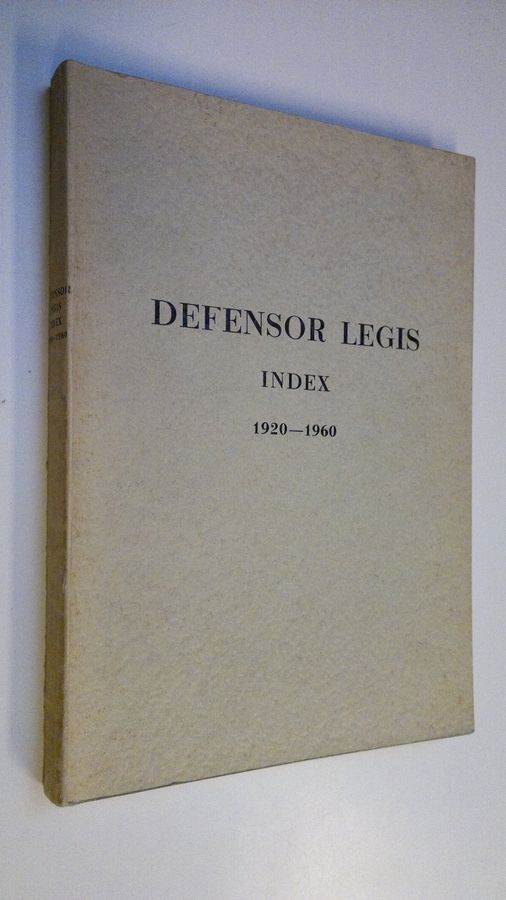 DEFENSOR LEGIS
INDEX
1920—1960